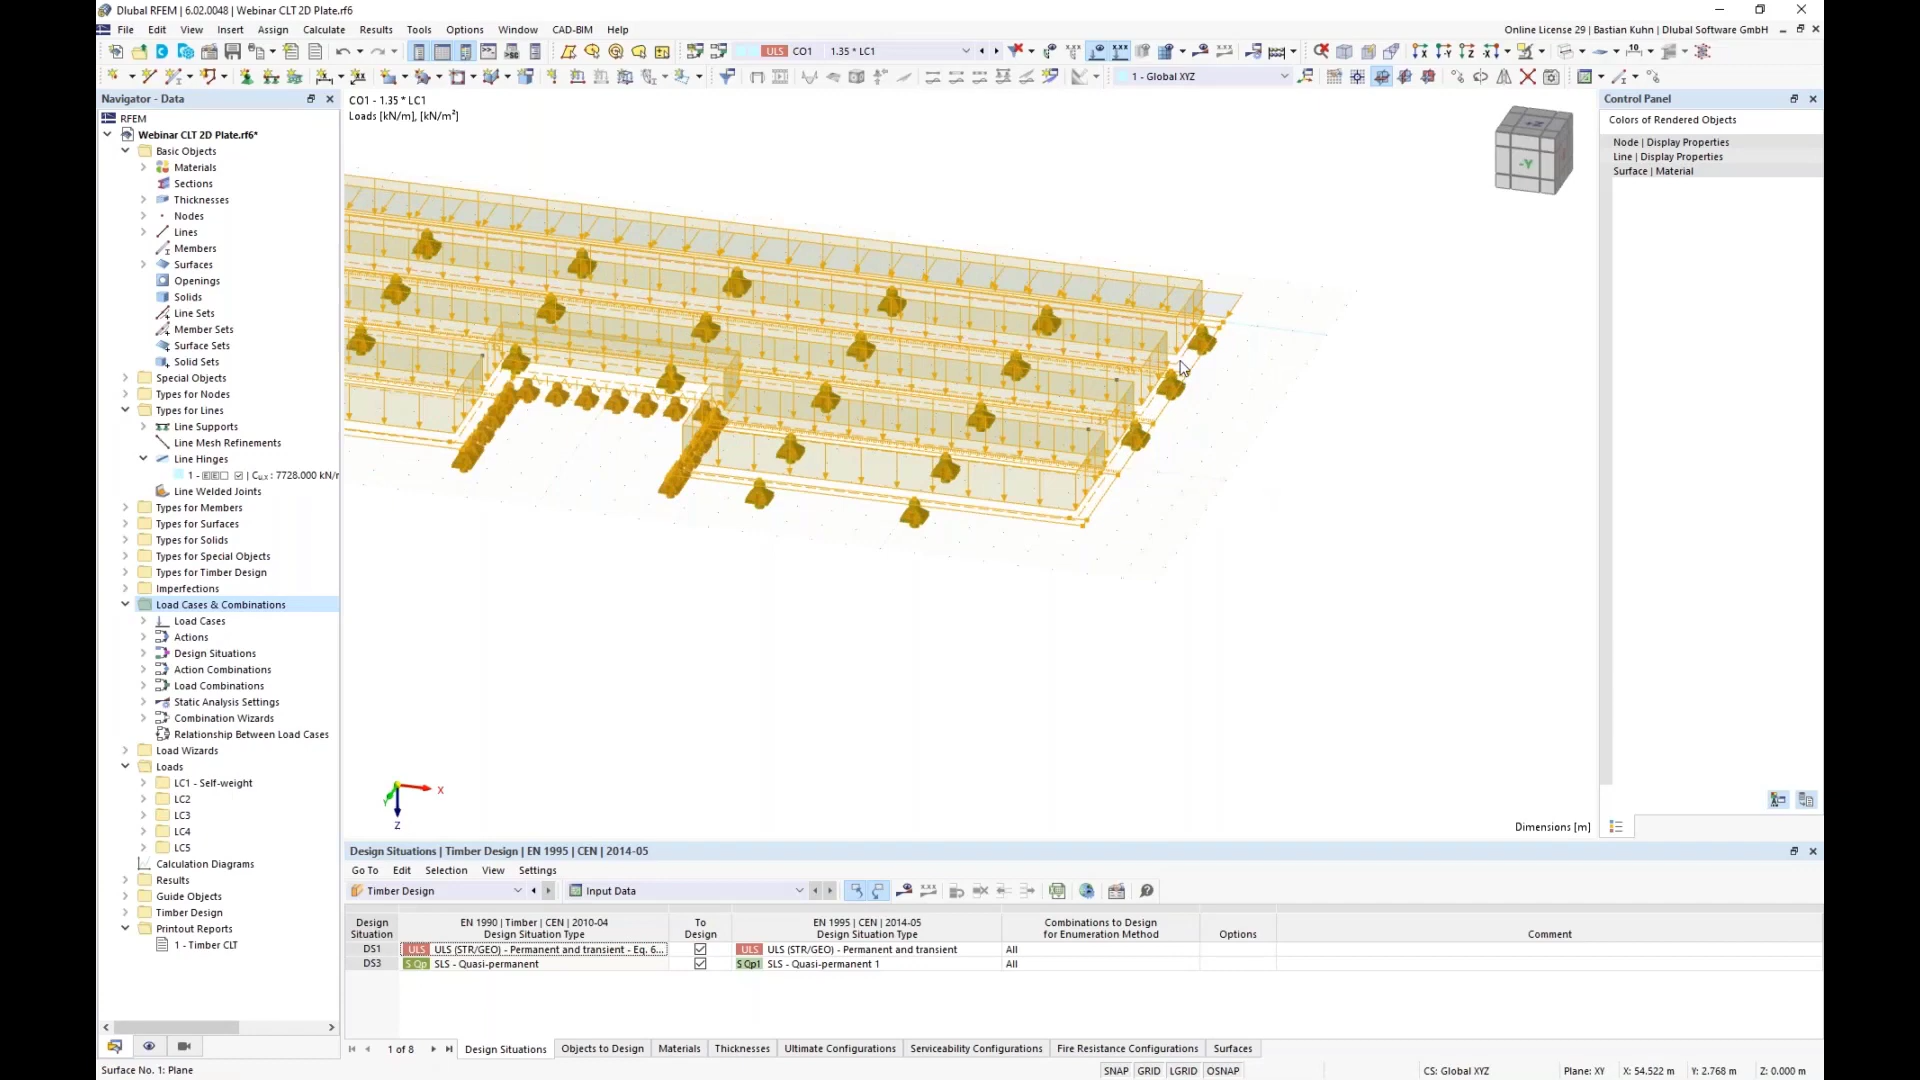 Dlubal RFEM | 6.02.0048 | Webinar CLT 2D Plate.rf6
File Edit View Insert Assign Calculate Results Tools Options Window CAD-BIM Help
Online License 29 | Bastian Kuhn | Dlubal Software GmbH
ULS CO1 1.35 * LC1
1 - Global XYZ
Navigator - Data
RFEM
Webinar CLT 2D Plate.rf6*
Basic Objects
Materials
Sections
Thicknesses
Nodes
Lines
Members
Surfaces
Openings
Solids
Line Sets
Member Sets
Surface Sets
Solid Sets
Special Objects
Types for Nodes
Types for Lines
Line Supports
Line Mesh Refinements
Line Hinges
1 - | Cu,x : 7728.000 kN/r
Line Welded Joints
Types for Members
Types for Surfaces
Types for Solids
Types for Special Objects
Types for Timber Design
Imperfections
Load Cases & Combinations
Load Cases
Actions
Design Situations
Action Combinations
Load Combinations
Static Analysis Settings
Combination Wizards
Relationship Between Load Cases
Load Wizards
Loads
LC1 - Self-weight
LC2
LC3
LC4
LC5
Calculation Diagrams
Results
Guide Objects
Timber Design
Printout Reports
1 - Timber CLT
CO1 - 1.35 * LC1
Loads [kN/m], [kN/m²]
+Z
-Y
X
Y
Z
Dimensions [m]
Control Panel
Colors of Rendered Objects
Node | Display Properties
Line | Display Properties
Surface | Material
Design Situations | Timber Design | EN 1995 | CEN | 2014-05
Go To Edit Selection View Settings
Timber Design Input Data
Design Situation
EN 1990 | Timber | CEN | 2010-04 Design Situation Type
To Design
EN 1995 | CEN | 2014-05 Design Situation Type
Combinations to Design for Enumeration Method
Options
Comment
DS1 ULS ULS (STR/GEO) - Permanent and transient - Eq. 6... ULS ULS (STR/GEO) - Permanent and transient All
DS3 S Qp SLS - Quasi-permanent S Qp1 SLS - Quasi-permanent 1 All
1 of 8 Design Situations Objects to Design Materials Thicknesses Ultimate Configurations Serviceability Configurations Fire Resistance Configurations Surfaces
Surface No. 1: Plane
SNAP GRID LGRID OSNAP
CS: Global XYZ
Plane: XY
X: 54.522 m
Y: 2.768 m
Z: 0.000 m